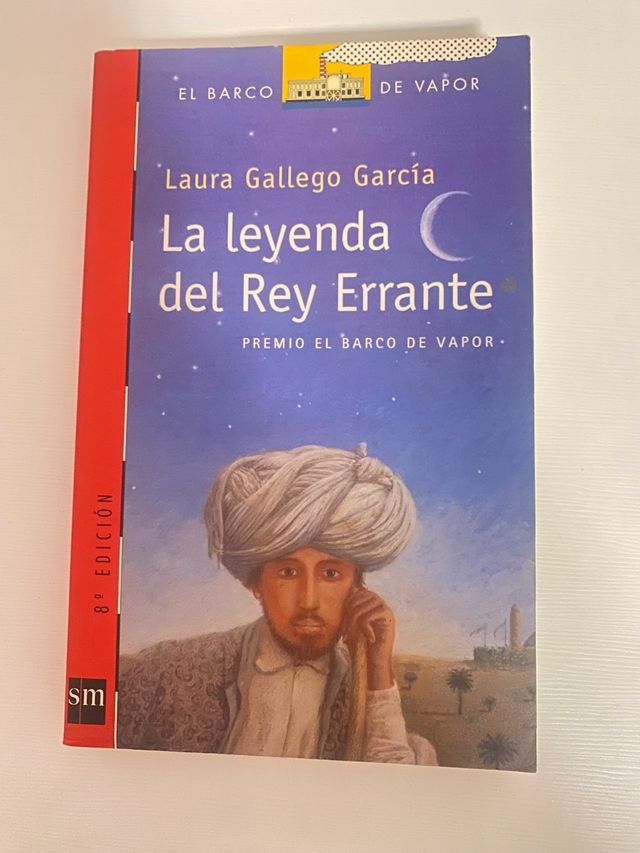 EL BARCO DE VAPOR
Laura Gallego García
La leyenda
del Rey Errante
PREMIO EL BARCO DE VAPOR
8ª EDICIÓN
sm